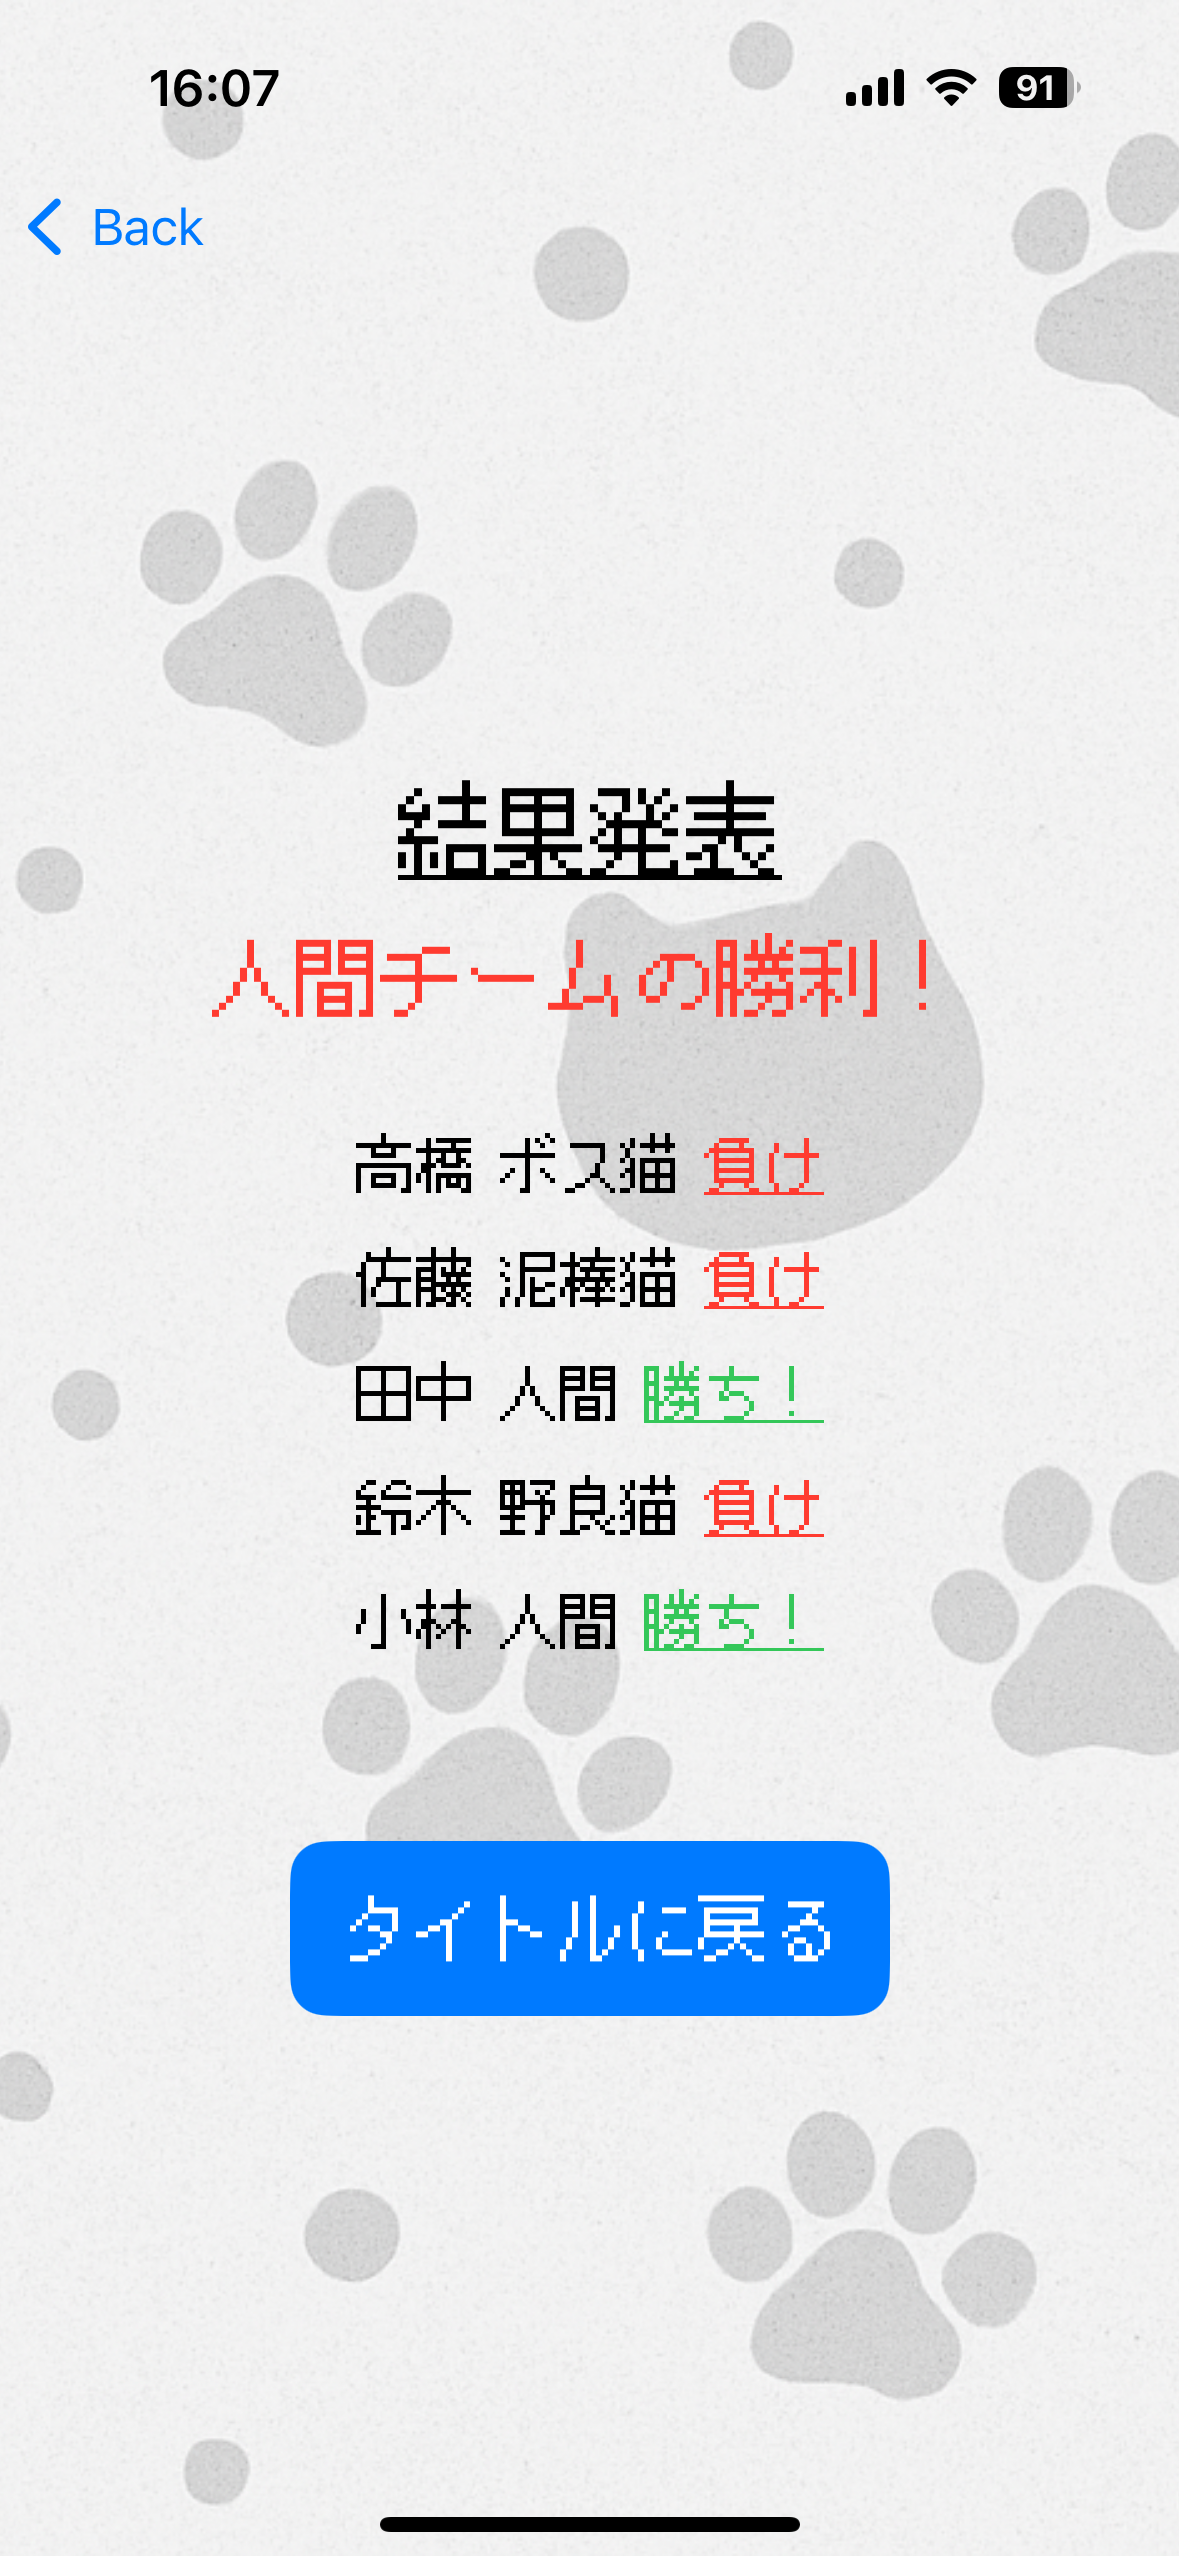 16:07
91
Back
結果発表
人間チームの勝利！
高橋 ボス猫 負け
佐藤 泥棒猫 負け
田中 人間 勝ち！
鈴木 野良猫 負け
小林 人間 勝ち！
タイトルに戻る